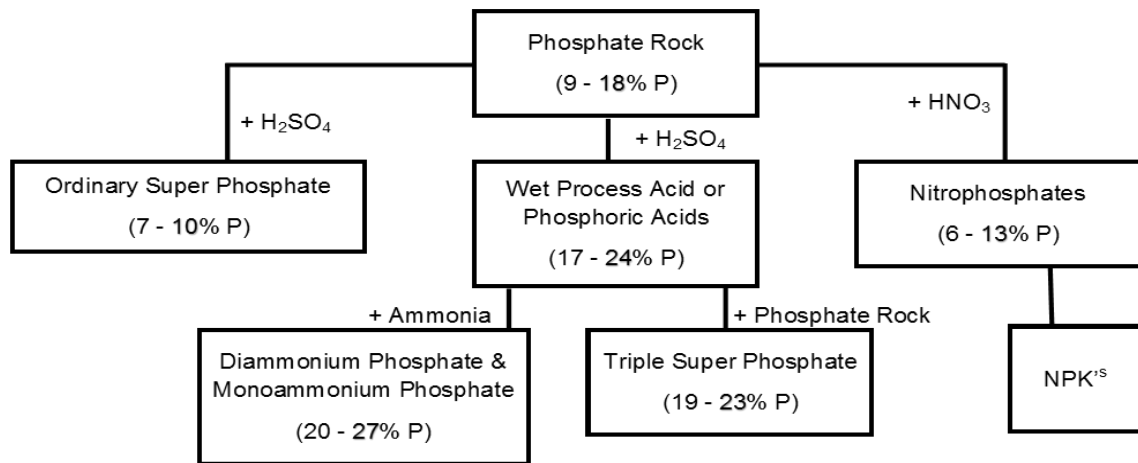 Phosphate Rock
(9 - 18% P)
+ H₂SO₄
+ H₂SO₄
+ HNO₃
Ordinary Super Phosphate
(7 - 10% P)
Wet Process Acid or
Phosphoric Acids
(17 - 24% P)
Nitrophosphates
(6 - 13% P)
+ Ammonia
+ Phosphate Rock
Diammonium Phosphate &
Monoammonium Phosphate
(20 - 27% P)
Triple Super Phosphate
(19 - 23% P)
NPK'ˢ